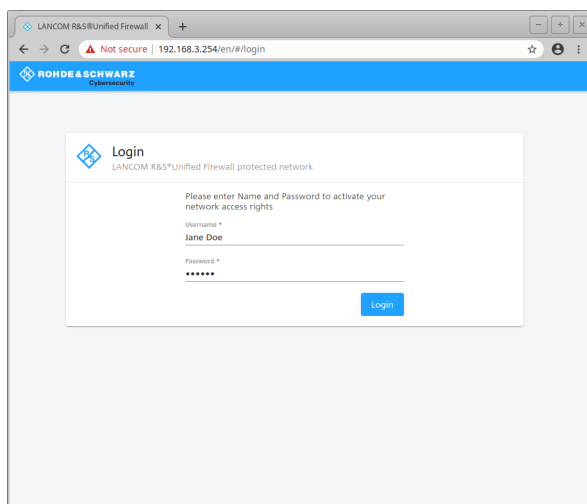 LANCOM R&S®Unified Firewall
Not secure | 192.168.3.254/en/#/login
ROHDE&SCHWARZ
Cybersecurity
R&S
Login
LANCOM R&S®Unified Firewall protected network
Please enter Name and Password to activate your
network access rights
Username *
Jane Doe
Password *
••••••
Login